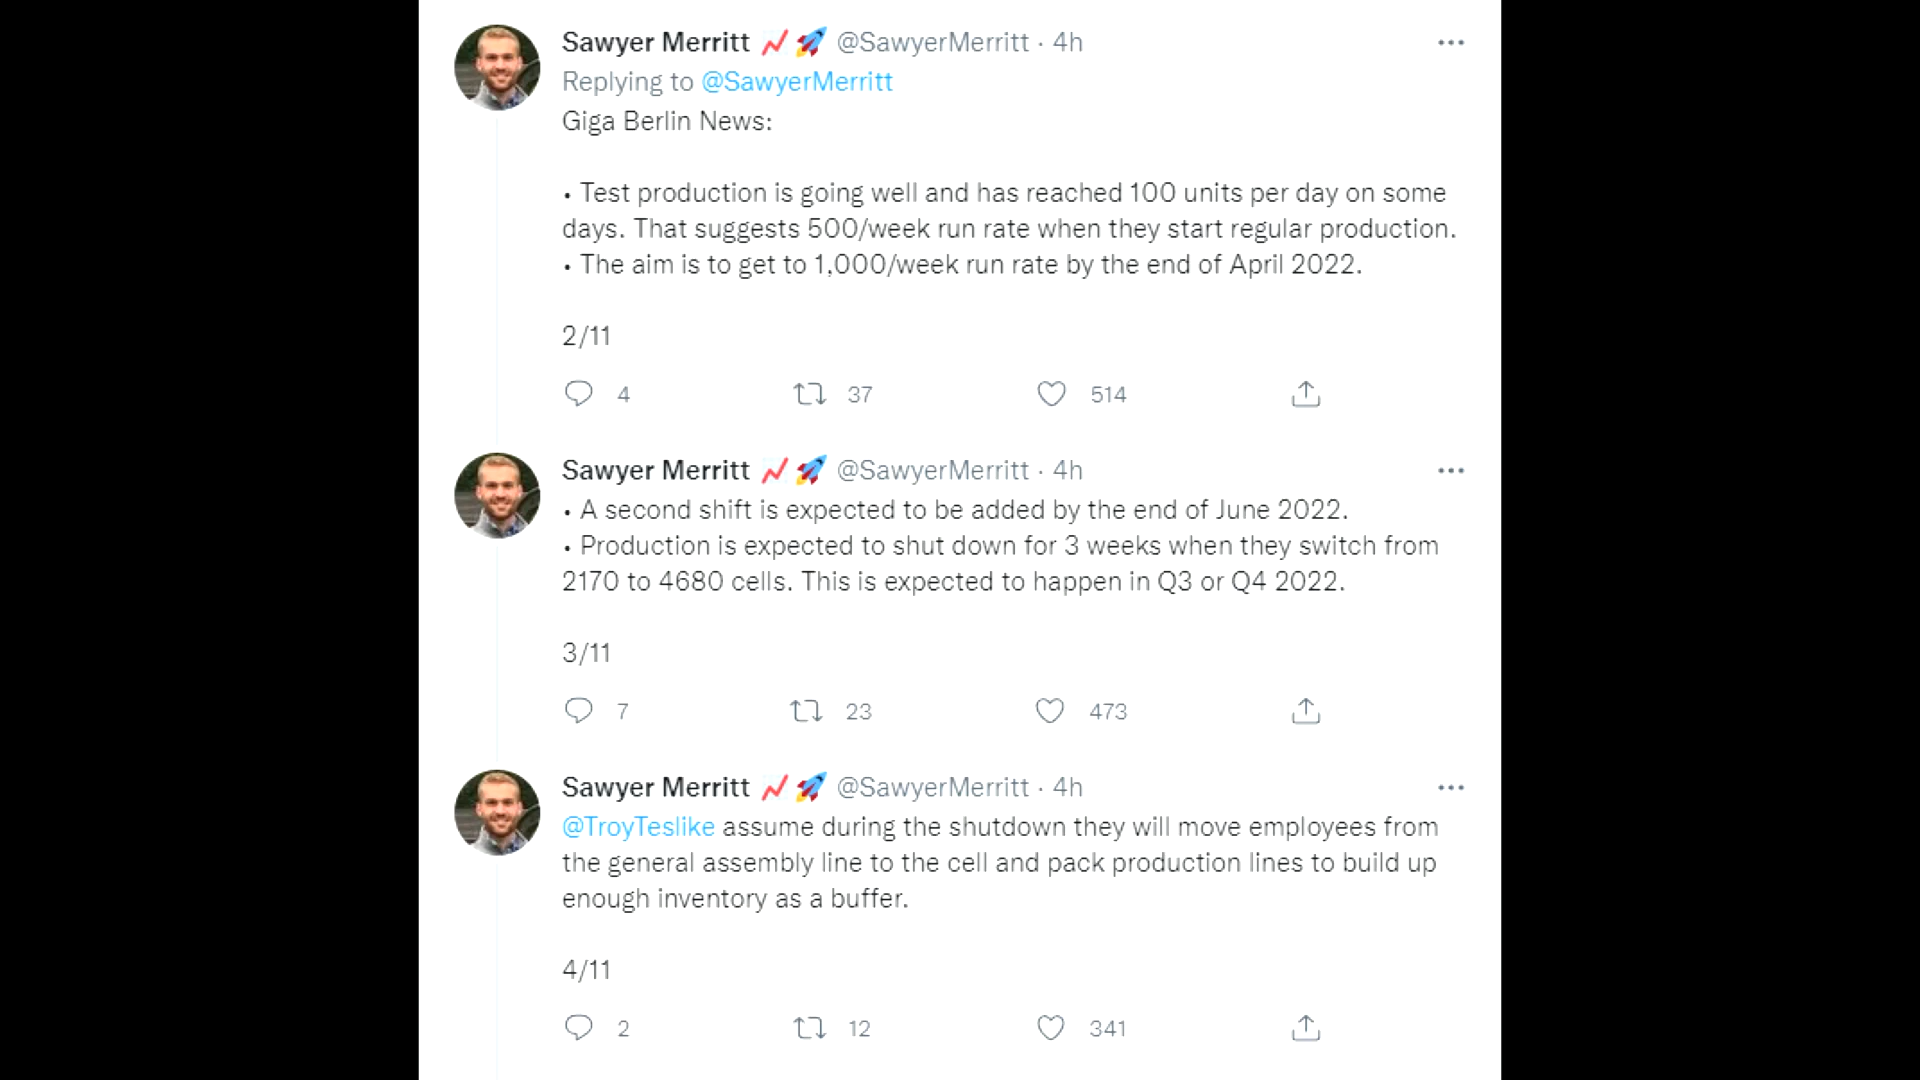 Sawyer Merritt 📈🚀 @SawyerMerritt · 4h
Replying to @SawyerMerritt
Giga Berlin News:
• Test production is going well and has reached 100 units per day on some
days. That suggests 500/week run rate when they start regular production.
• The aim is to get to 1,000/week run rate by the end of April 2022.
2/11
4 37 514
Sawyer Merritt 📈🚀 @SawyerMerritt · 4h
• A second shift is expected to be added by the end of June 2022.
• Production is expected to shut down for 3 weeks when they switch from
2170 to 4680 cells. This is expected to happen in Q3 or Q4 2022.
3/11
7 23 473
Sawyer Merritt 📈🚀 @SawyerMerritt · 4h
@TroyTeslike assume during the shutdown they will move employees from
the general assembly line to the cell and pack production lines to build up
enough inventory as a buffer.
4/11
2 12 341